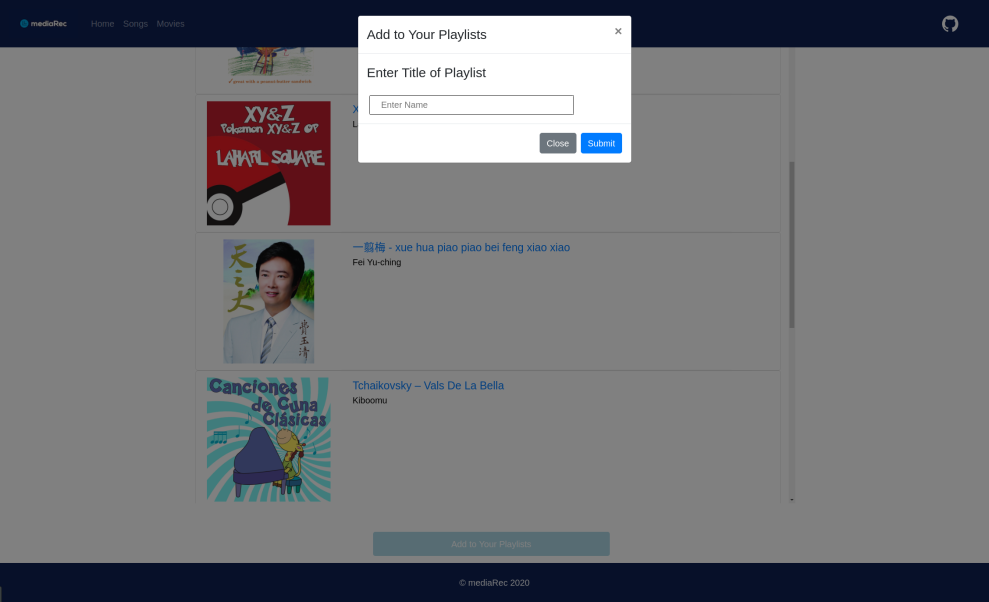 mediaRec
Home Songs Movies
Add to Your Playlists
×
Enter Title of Playlist
Enter Name
Close Submit
XY&Z
Pokemon XY&Z OP
LAHARL SQUARE
天之大
費玉清
一翦梅 - xue hua piao piao bei feng xiao xiao
Fei Yu-ching
Canciones
de Cuna
Clásicas
Tchaikovsky – Vals De La Bella
Kiboomu
Add to Your Playlists
© mediaRec 2020